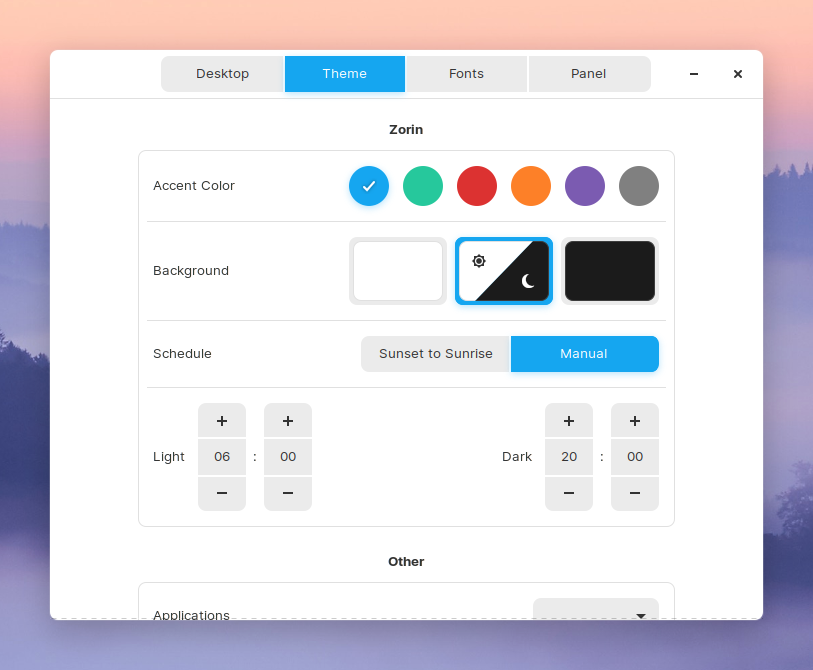 Desktop Theme Fonts Panel
Zorin
Accent Color
Background
Schedule Sunset to Sunrise Manual
+ + + +
Light 06 : 00 Dark 20 : 00
− − − −
Other
Applications